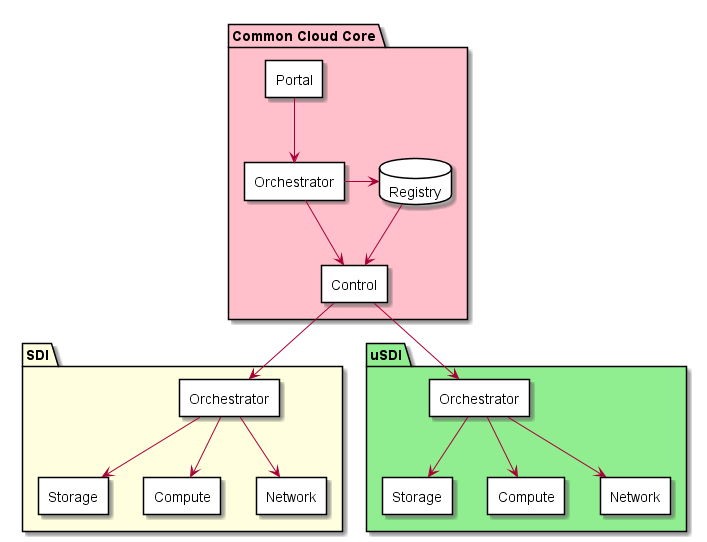 Common Cloud Core
Portal
Orchestrator
Registry
Control
SDI
Orchestrator
Storage
Compute
Network
uSDI
Orchestrator
Storage
Compute
Network